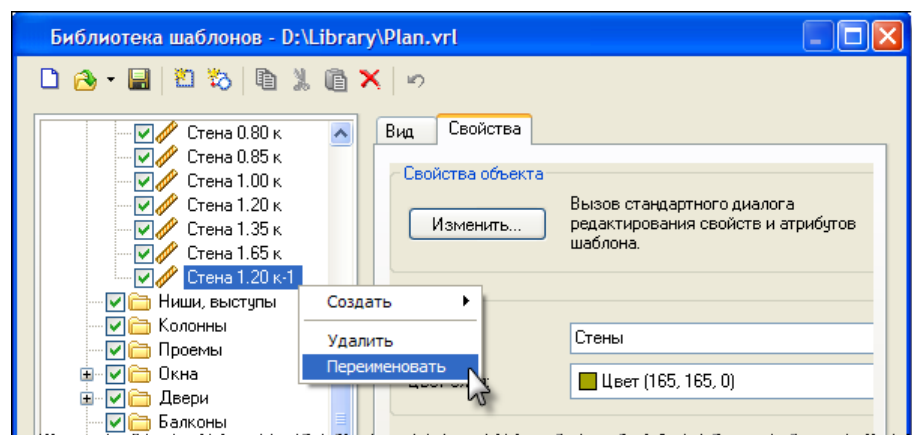 Библиотека шаблонов - D:\Library\Plan.vrl
Стена 0.80 к
Стена 0.85 к
Стена 1.00 к
Стена 1.20 к
Стена 1.35 к
Стена 1.65 к
Стена 1.20 к-1
Ниши, выступы
Колонны
Проемы
Окна
Двери
Балконы
Вид
Свойства
Свойства объекта
Изменить...
Вызов стандартного диалога
редактирования свойств и атрибутов
шаблона.
Создать
Удалить
Переименовать
Стены
Цвет (165, 165, 0)